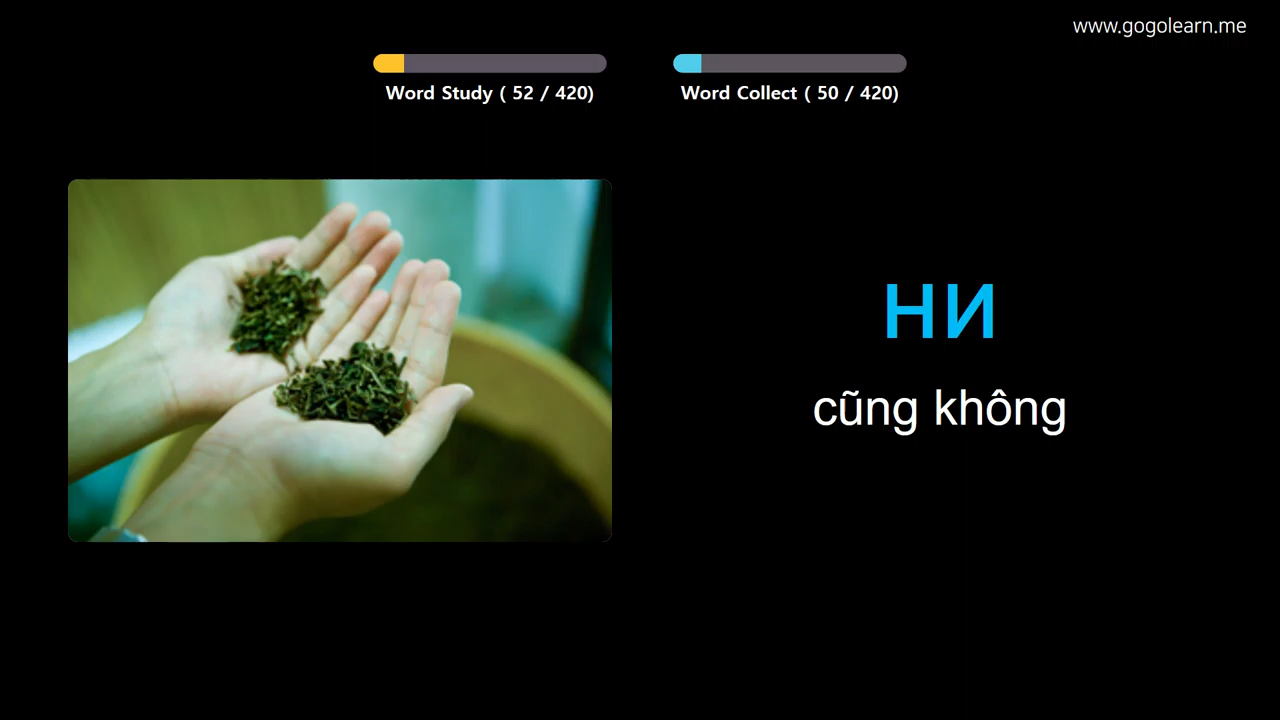 www.gogolearn.me
Word Study ( 52 / 420)
Word Collect ( 50 / 420)
ни
cũng không